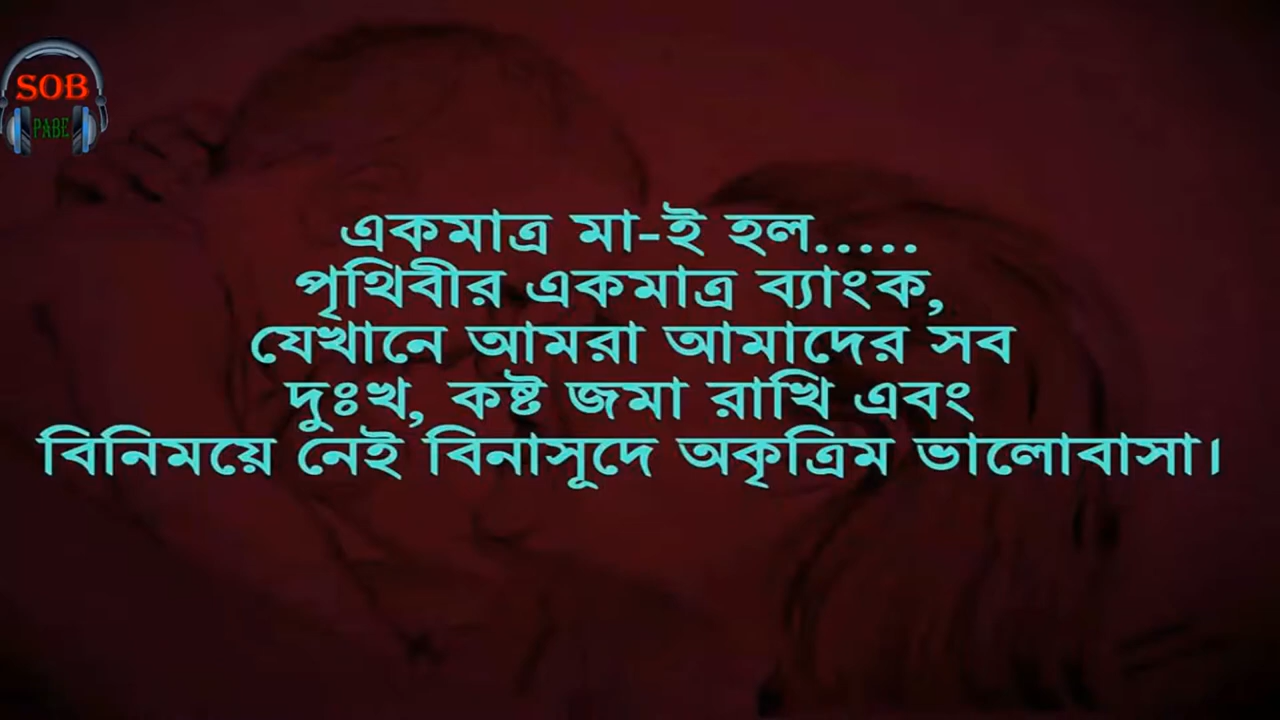 SOB
PABE
একমাত্র মা-ই হল.....
পৃথিবীর একমাত্র ব্যাংক,
যেখানে আমরা আমাদের সব
দুঃখ, কষ্ট জমা রাখি এবং
বিনিময়ে নেই বিনাসূদে অকৃত্রিম ভালোবাসা।